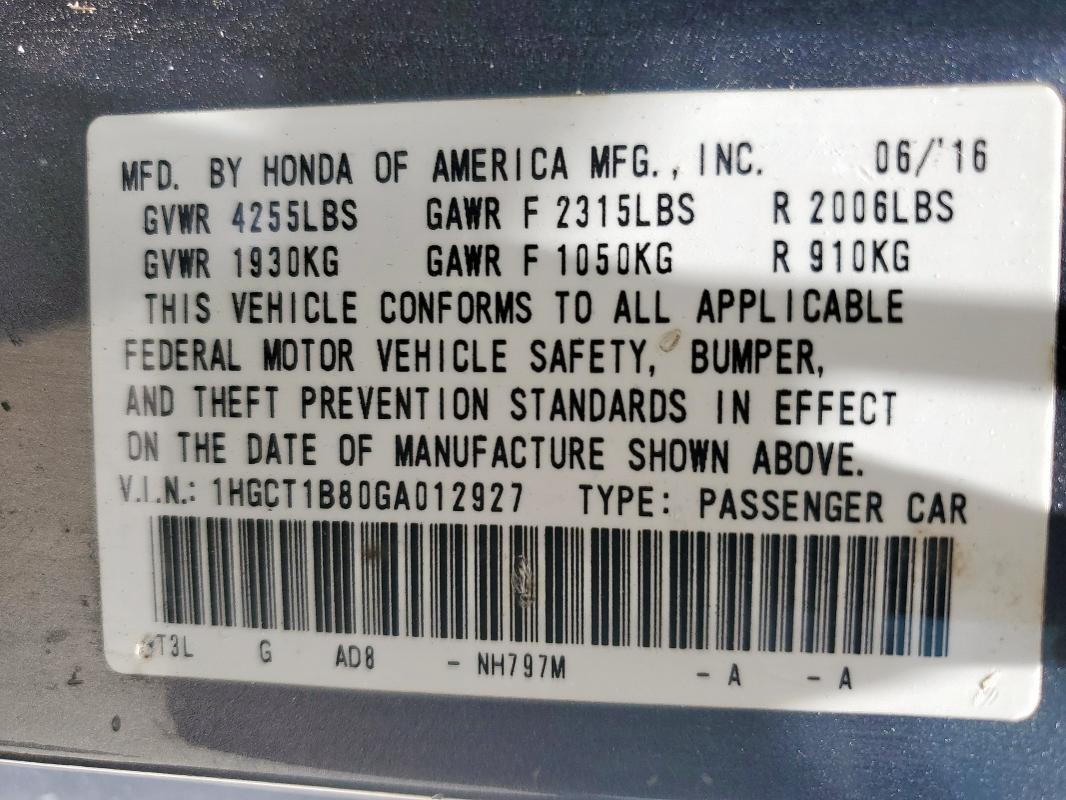 MFD. BY HONDA OF AMERICA MFG., INC. 06/'16
GVWR 4255LBS GAWR F 2315LBS R 2006LBS
GVWR 1930KG GAWR F 1050KG R 910KG
THIS VEHICLE CONFORMS TO ALL APPLICABLE
FEDERAL MOTOR VEHICLE SAFETY, BUMPER,
AND THEFT PREVENTION STANDARDS IN EFFECT
ON THE DATE OF MANUFACTURE SHOWN ABOVE.
V.I.N.: 1HGCT1B80GA012927 TYPE: PASSENGER CAR
G AD8 - NH797M - A - A